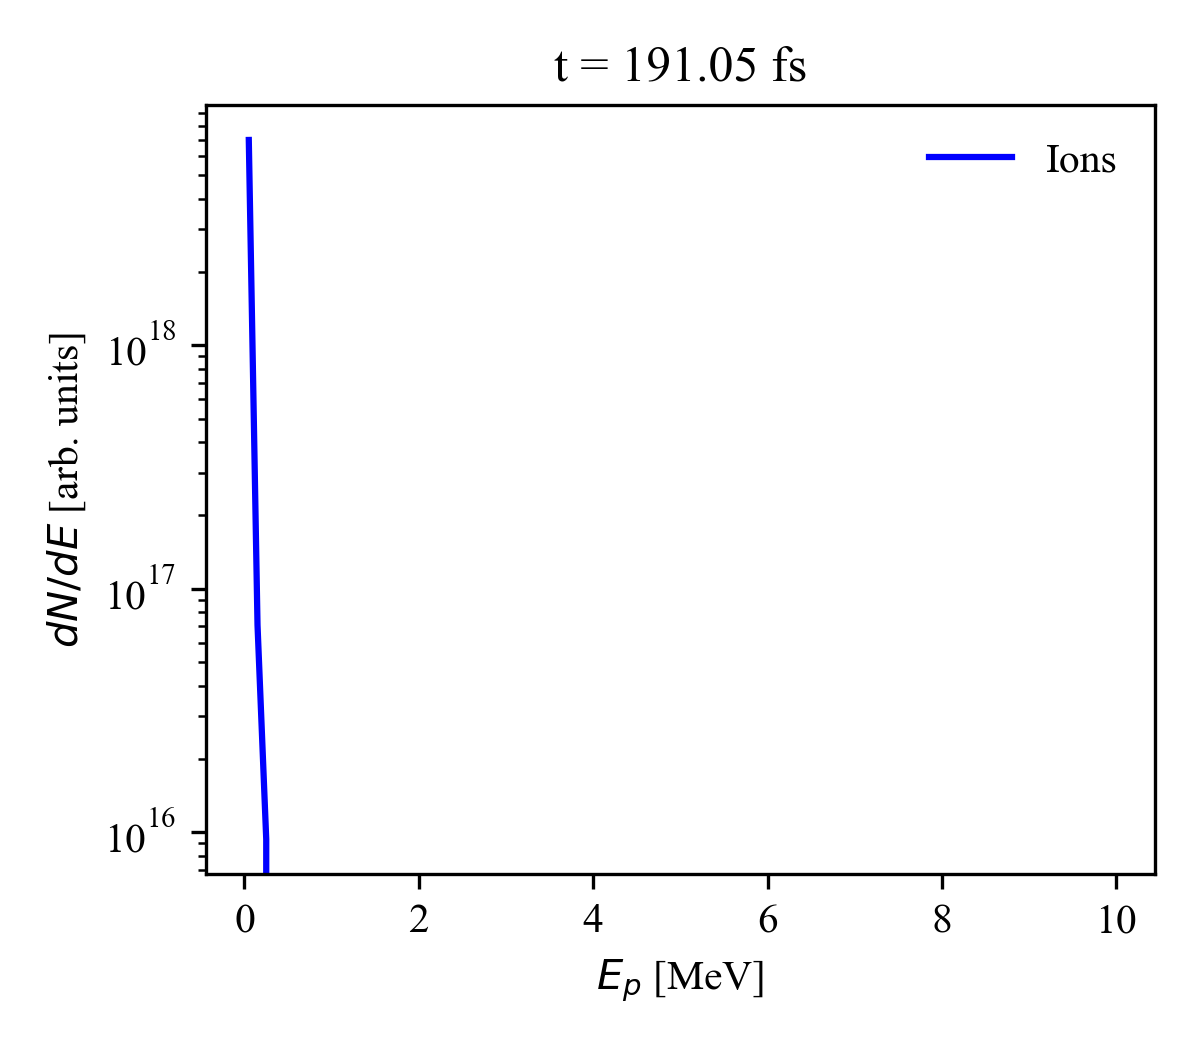 t = 191.05 fs
Ions
dN/dE [arb. units]
10^18
10^17
10^16
0 2 4 6 8 10
E_p [MeV]